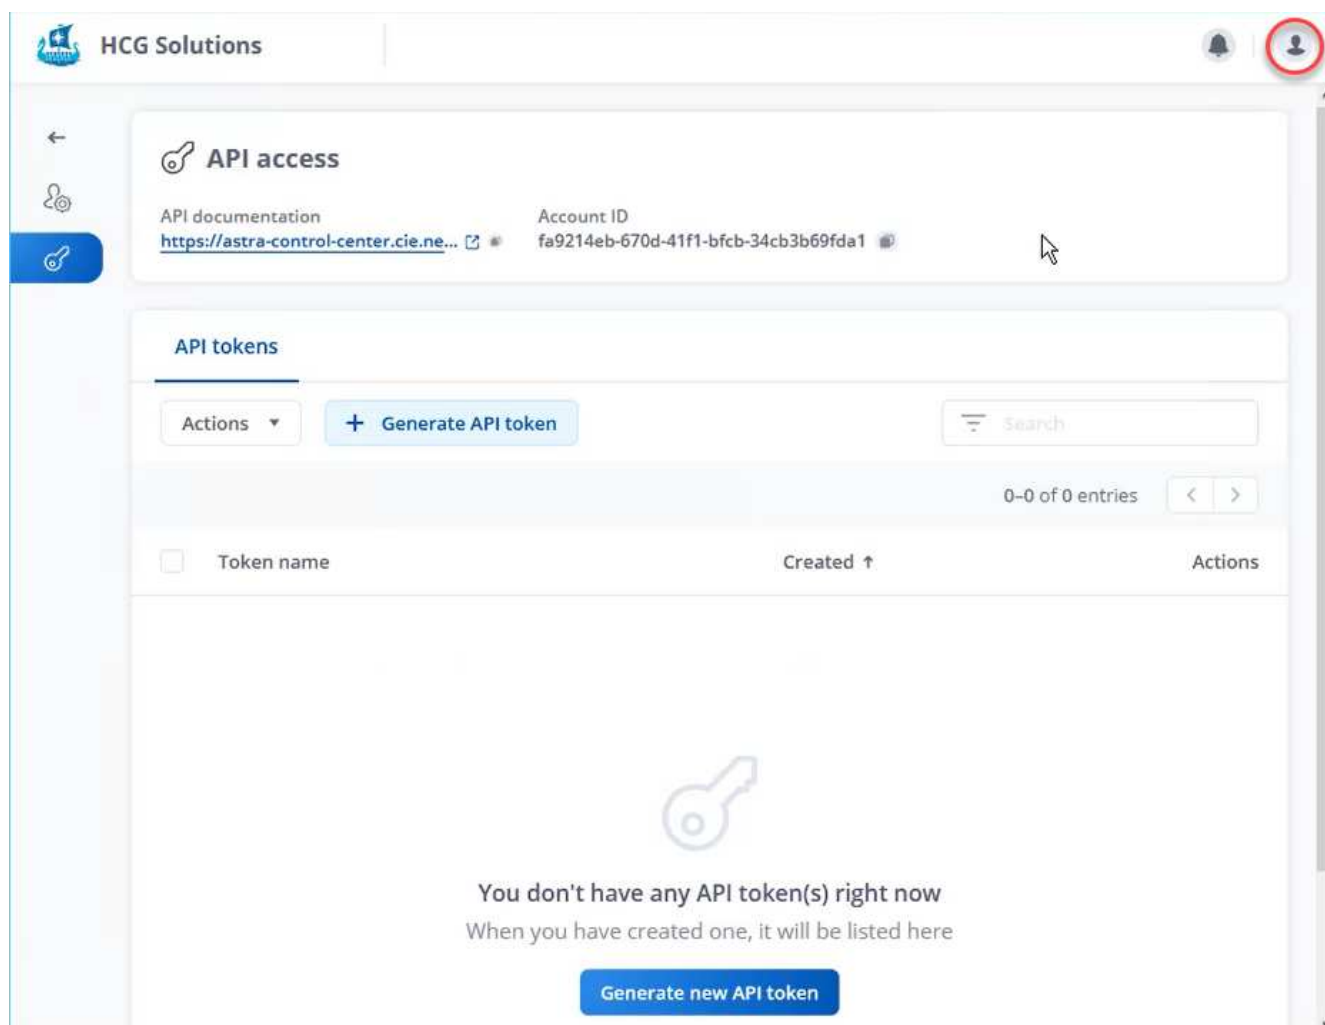 HCG Solutions
API access
API documentation
Account ID
https://astra-control-center.cie.ne...
fa9214eb-670d-41f1-bfcb-34cb3b69fda1
API tokens
Actions
+ Generate API token
Search
0–0 of 0 entries
Token name
Created ↑
Actions
You don't have any API token(s) right now
When you have created one, it will be listed here
Generate new API token